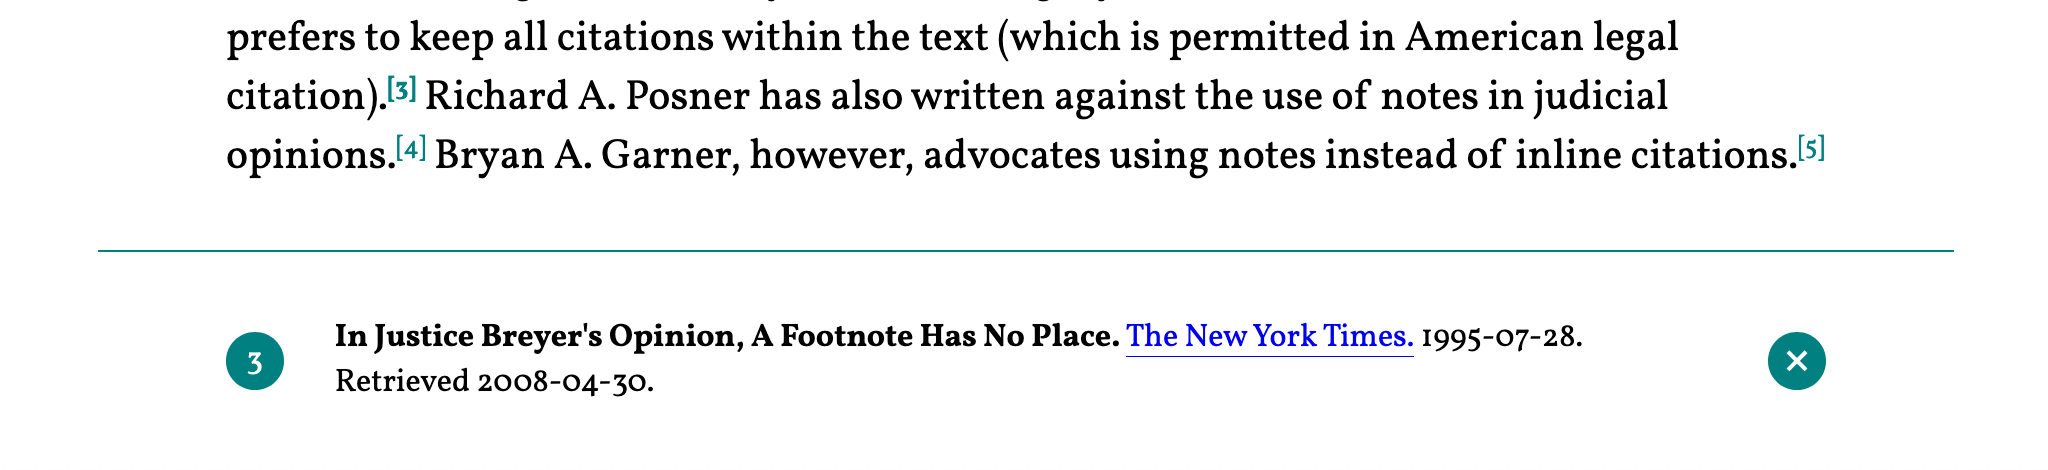 prefers to keep all citations within the text (which is permitted in American legal
citation).[3] Richard A. Posner has also written against the use of notes in judicial
opinions.[4] Bryan A. Garner, however, advocates using notes instead of inline citations.[5]
3
In Justice Breyer's Opinion, A Footnote Has No Place. The New York Times. 1995-07-28.
Retrieved 2008-04-30.